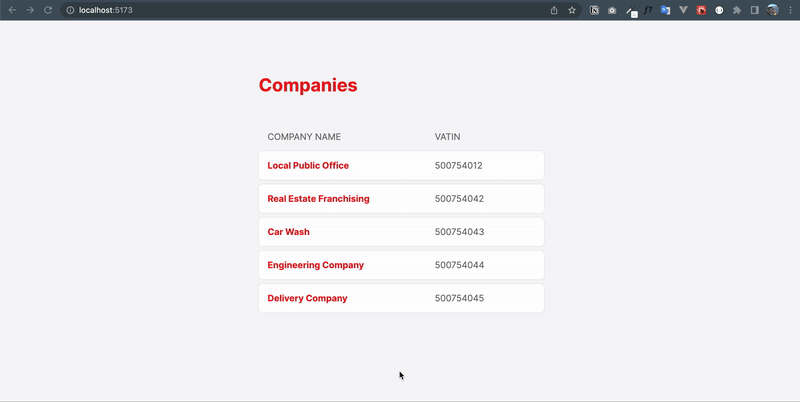 localhost:5173
Companies
COMPANY NAME VATIN
Local Public Office 500754012
Real Estate Franchising 500754042
Car Wash 500754043
Engineering Company 500754044
Delivery Company 500754045